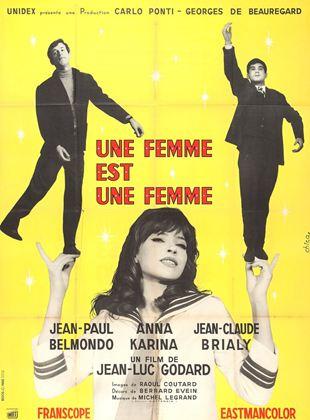 UNIDEX présente une Production CARLO PONTI - GEORGES DE BEAUREGARD
UNE FEMME
EST
UNE FEMME
chica
JEAN-PAUL BELMONDO
ANNA KARINA
JEAN-CLAUDE BRIALY
UN FILM DE
JEAN-LUC GODARD
Images de RAOUL COUTARD
Décors de BERNARD EVEIN
Musique de MICHEL LEGRAND
FRANSCOPE
EASTMANCOLOR